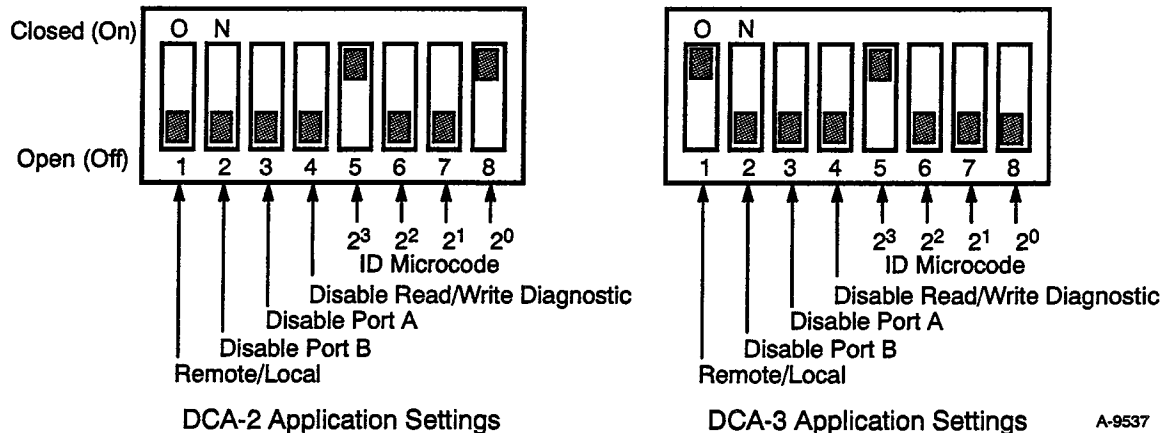 Closed (On)
O N
Open (Off)
1 2 3 4 5 6 7 8
2³ 2² 2¹ 2⁰
ID Microcode
Disable Read/Write Diagnostic
Disable Port A
Disable Port B
Remote/Local
DCA-2 Application Settings
O N
1 2 3 4 5 6 7 8
2³ 2² 2¹ 2⁰
ID Microcode
Disable Read/Write Diagnostic
Disable Port A
Disable Port B
Remote/Local
DCA-3 Application Settings
A-9537